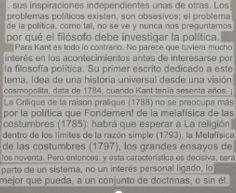 , sus inspiraciones independientes unas de otras. Los
problemas políticos existen, son obsesivos; el problema
de la política, como tal, no se ve y nunca nos preguntamos
por qué el filósofo debe investigar la política.
Para Kant es todo lo contrario. No parece que tuviera mucho
interés en los acontecimientos antes de interesarse por
la filosofía política. Su primer escrito dedicado a este
tema, Idea de una historia universal desde una visión
cosmopolita, data de 1784, cuando Kant tenía sesenta años. ¡
La Critique de la raison pratique (1788) no se preocupa más
por la política que Fondemen! de la metafísica de las
costumbres (1785): habrá que esperar a La religión
dentro de los límites de la razón simple (1793), la Metafísica
de las costumbres (1797), los grandes ensayos de
los noventa. Pero entonces, y esta característica es decisiva, será
parte de un sistema, no un interés personal ligado, lo
mejor que pueda, a un conjunto de doctrinas, o sin él.